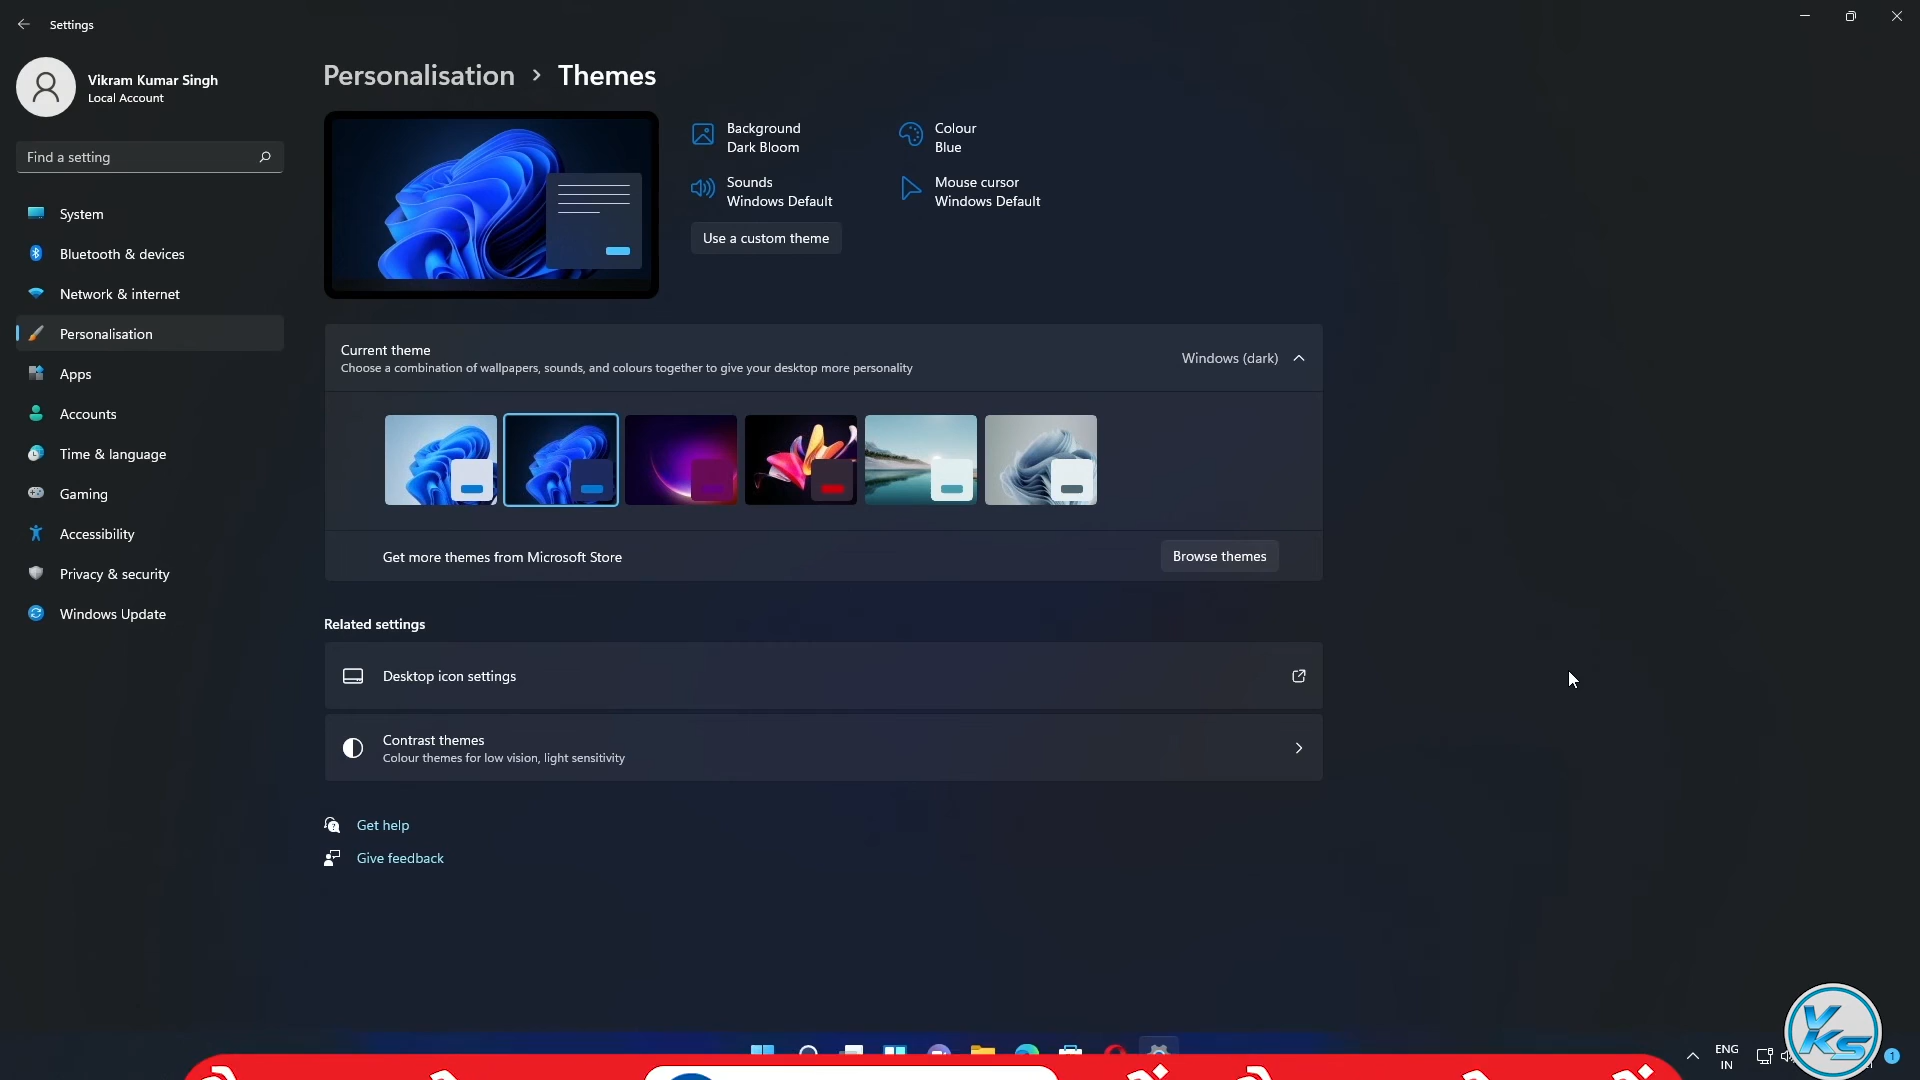 Settings
Vikram Kumar Singh
Local Account
Find a setting
System
Bluetooth & devices
Network & internet
Personalisation
Apps
Accounts
Time & language
Gaming
Accessibility
Privacy & security
Windows Update
Personalisation > Themes
Background
Dark Bloom
Colour
Blue
Sounds
Windows Default
Mouse cursor
Windows Default
Use a custom theme
Current theme
Choose a combination of wallpapers, sounds, and colours together to give your desktop more personality
Windows (dark)
Get more themes from Microsoft Store
Browse themes
Related settings
Desktop icon settings
Contrast themes
Colour themes for low vision, light sensitivity
Get help
Give feedback
ENG
IN
VKS
1